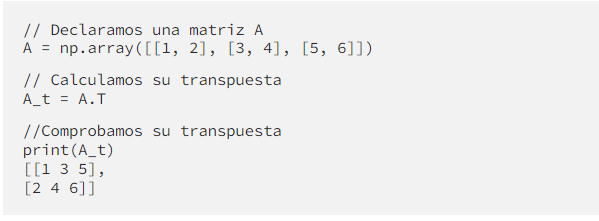 // Declaramos una matriz A
A = np.array([[1, 2], [3, 4], [5, 6]])
// Calculamos su transpuesta
A_t = A.T
//Comprobamos su transpuesta
print(A_t)
[[1 3 5],
[2 4 6]]